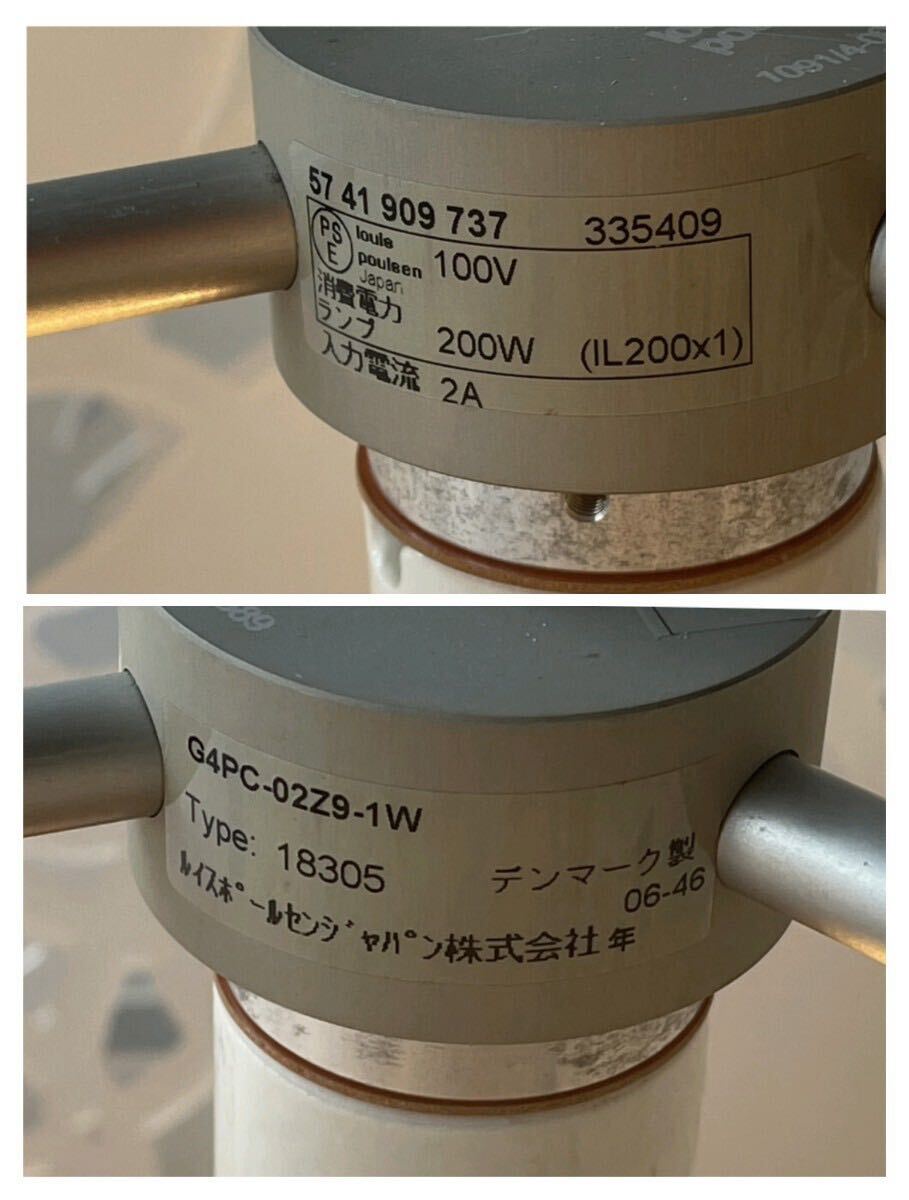 57 41 909 737 335409
PS
E
louis
poulsen
Japan
100V
消費電力
ランプ 200W (IL200x1)
入力電流 2A
G4PC-02Z9-1W
Type: 18305
デンマーク製
06-46
ルイスポールセンジャパン株式会社 年